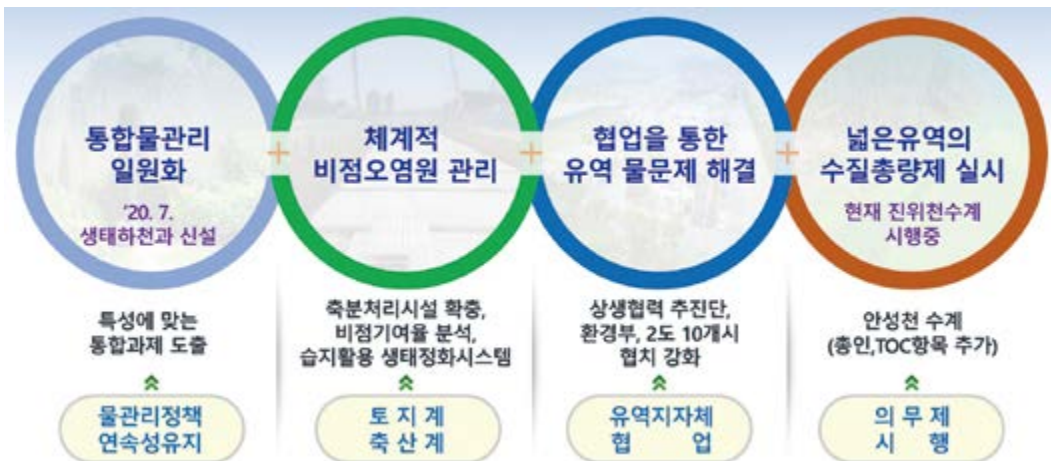 통합물관리
일원화
'20. 7.
생태하천과 신설
특성에 맞는
통합과제 도출
물관리정책
연속성유지
+
체계적
비점오염원 관리
축분처리시설 확충,
비점기여율 분석,
습지활용 생태정화시스템
토 지 계
축 산 계
+
협업을 통한
유역 물문제 해결
상생협력 추진단,
환경부, 2도 10개시
협치 강화
유역지자체
협 업
+
넓은유역의
수질총량제 실시
현재 진위천수계
시행중
안성천 수계
(총인,TOC항목 추가)
의 무 제
시 행